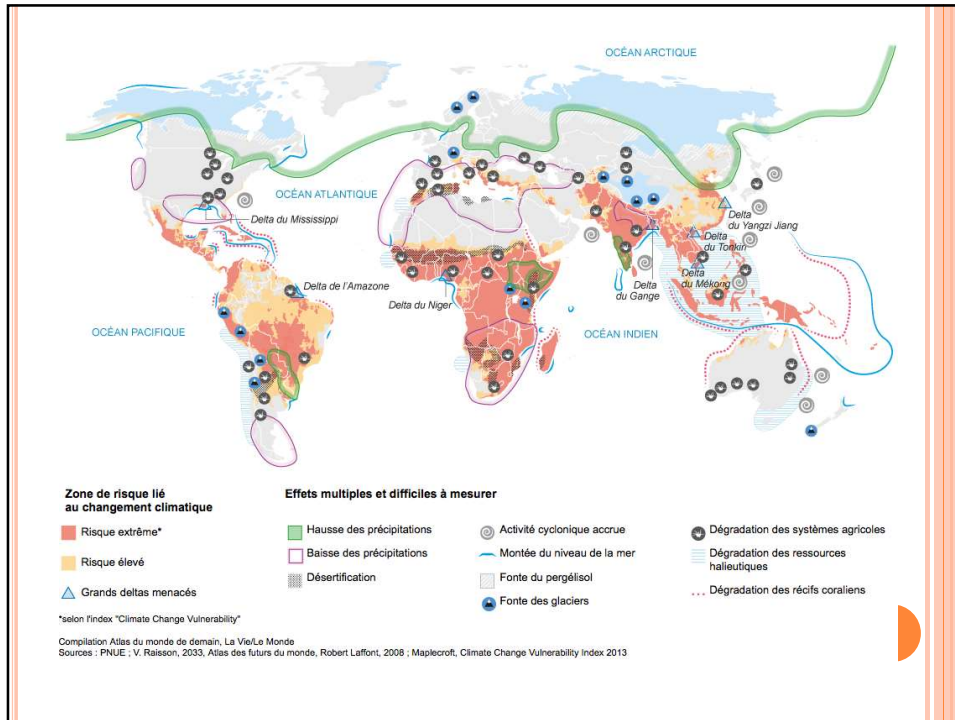 OCÉAN ARCTIQUE
OCÉAN ATLANTIQUE
Delta du Mississippi
Delta
du Yangzi Jiang
Delta
du Tonkin
Delta de l'Amazone
Delta du Niger
Delta
du Gange
Delta
du Mékong
OCÉAN PACIFIQUE
OCÉAN INDIEN
Zone de risque lié
au changement climatique
Risque extrême*
Risque élevé
Grands deltas menacés
*selon l'index "Climate Change Vulnerability"
Effets multiples et difficiles à mesurer
Hausse des précipitations
Baisse des précipitations
Désertification
Activité cyclonique accrue
Montée du niveau de la mer
Fonte du pergélisol
Fonte des glaciers
Dégradation des systèmes agricoles
Dégradation des ressources
halieutiques
Dégradation des récifs coraliens
Compilation Atlas du monde de demain, La Vie/Le Monde
Sources : PNUE ; V. Raisson, 2033, Atlas des futurs du monde, Robert Laffont, 2008 ; Maplecroft, Climate Change Vulnerability Index 2013